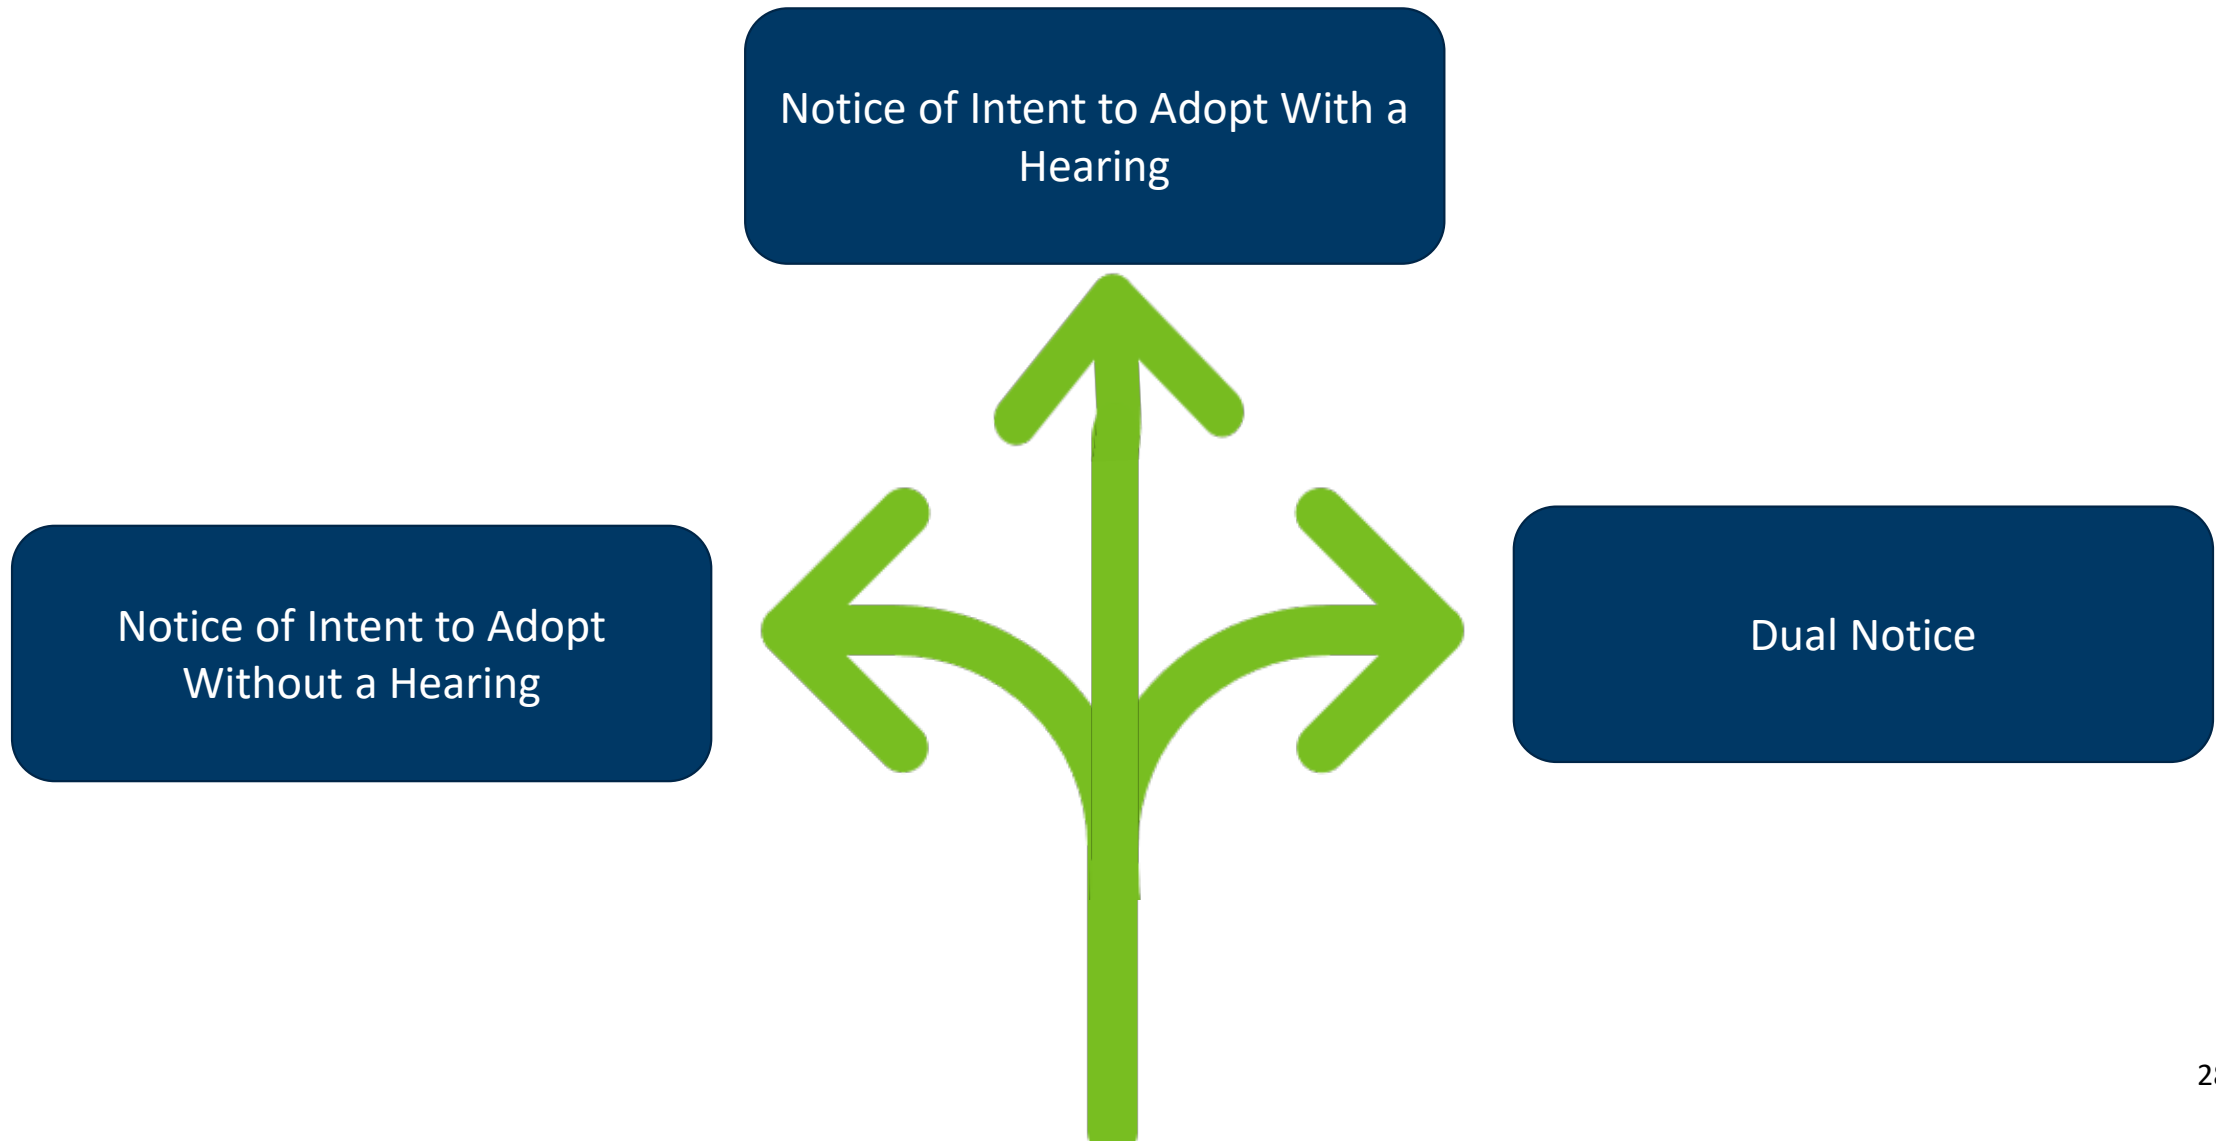 Notice of Intent to Adopt With a
Hearing
Notice of Intent to Adopt
Without a Hearing
Dual Notice